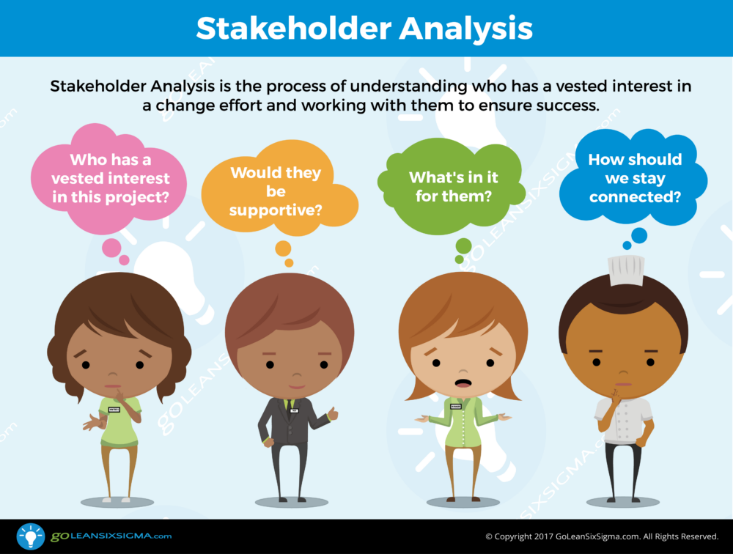 Stakeholder Analysis
Stakeholder Analysis is the process of understanding who has a vested interest in
a change effort and working with them to ensure success.
Who has a
vested interest
in this project?
Would they
be
supportive?
What's in it
for them?
How should
we stay
connected?
goLEANSIXSIGMA.com
© Copyright 2017 GoLeanSixSigma.com. All Rights Reserved.